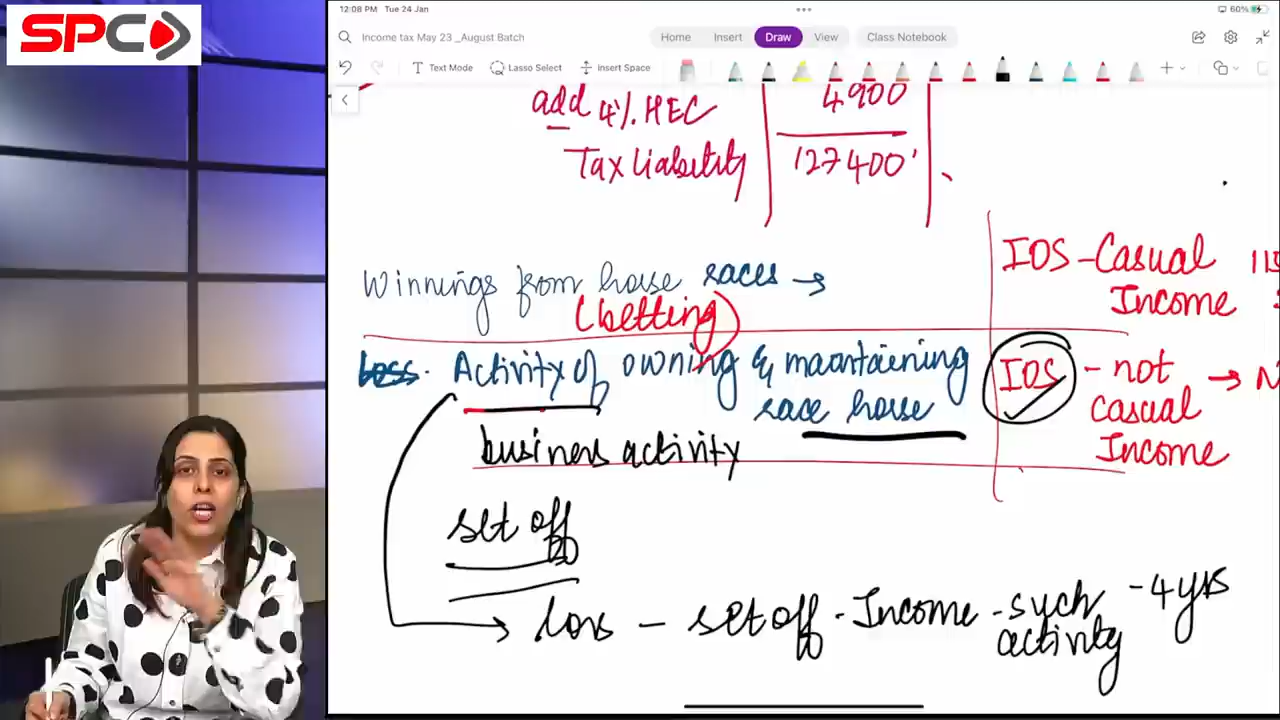 SPC
12:08 PM Tue 24 Jan
60%
Income tax May 23 _August Batch
Home Insert Draw View Class Notebook
Text Mode Lasso Select Insert Space
add 4% HEC 4900
Tax liability 127400
Winnings from horse races →
(betting)
IOS - Casual
Income
Loss. Activity of owning & maintaining
race horse
IOS - not
casual
Income
business activity
set off
loss - set off - Income - such
activity
- 4 yrs